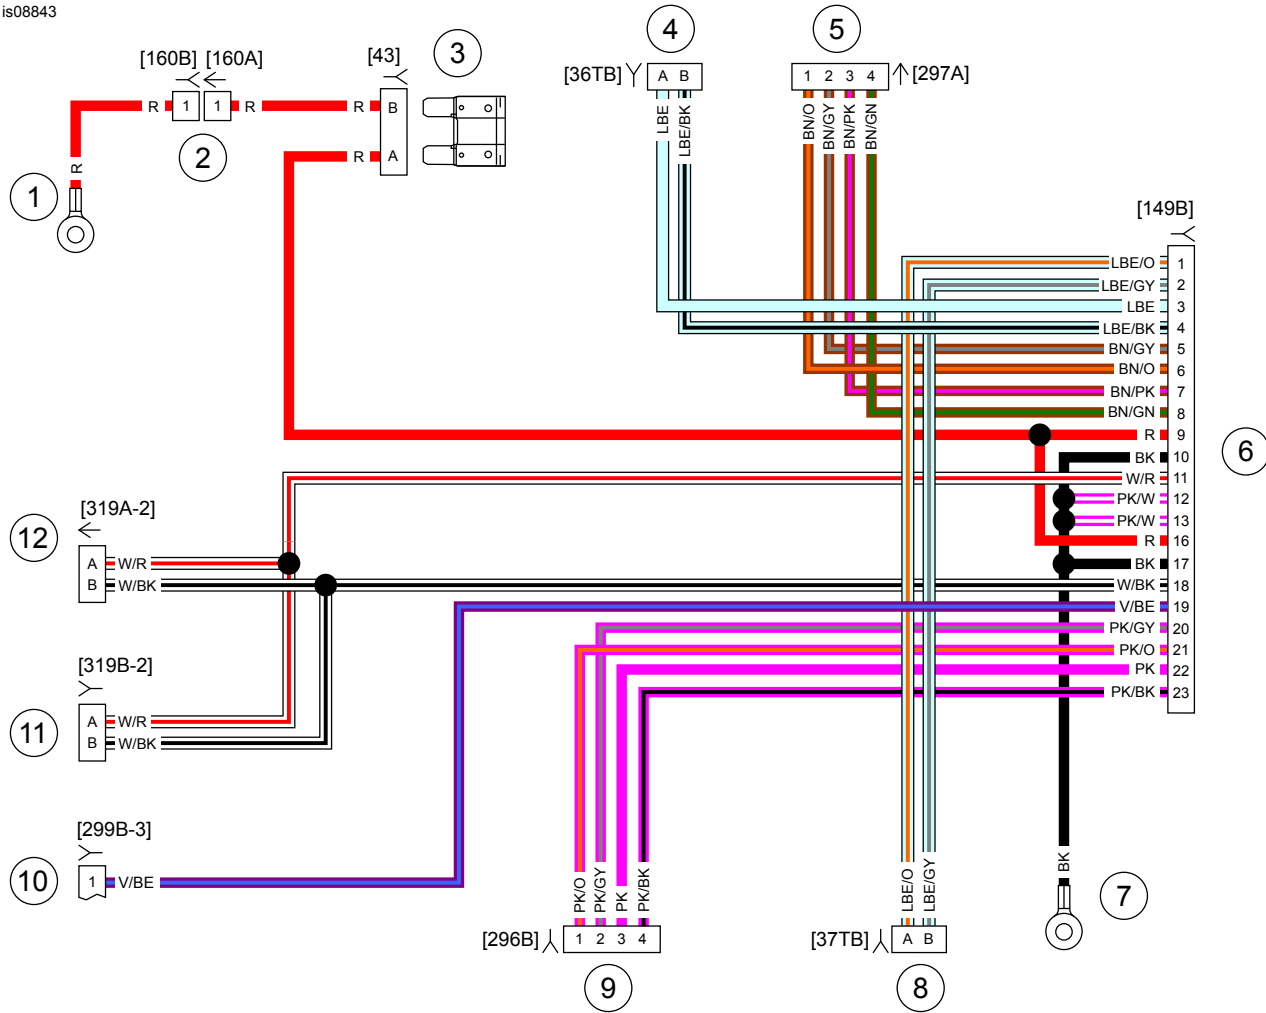 is08843
[160B] [160A]
[43]
3
4
5
[36TB]
A B
1 2 3 4
[297A]
R 1 1 R
R B
R A
2
1
R
LBE
LBE/BK
BN/O
BN/GY
BN/PK
BN/GN
[149B]
LBE/O 1
LBE/GY 2
LBE 3
LBE/BK 4
BN/GY 5
BN/O 6
BN/PK 7
BN/GN 8
R 9
BK 10
W/R 11
PK/W 12
PK/W 13
R 16
BK 17
W/BK 18
V/BE 19
PK/GY 20
PK/O 21
PK 22
PK/BK 23
6
[319A-2]
12
A W/R
B W/BK
[319B-2]
11
A W/R
B W/BK
[299B-3]
10
1 V/BE
PK/O
PK/GY
PK
PK/BK
[296B]
1 2 3 4
9
LBE/O
LBE/GY
[37TB]
A B
8
BK
7